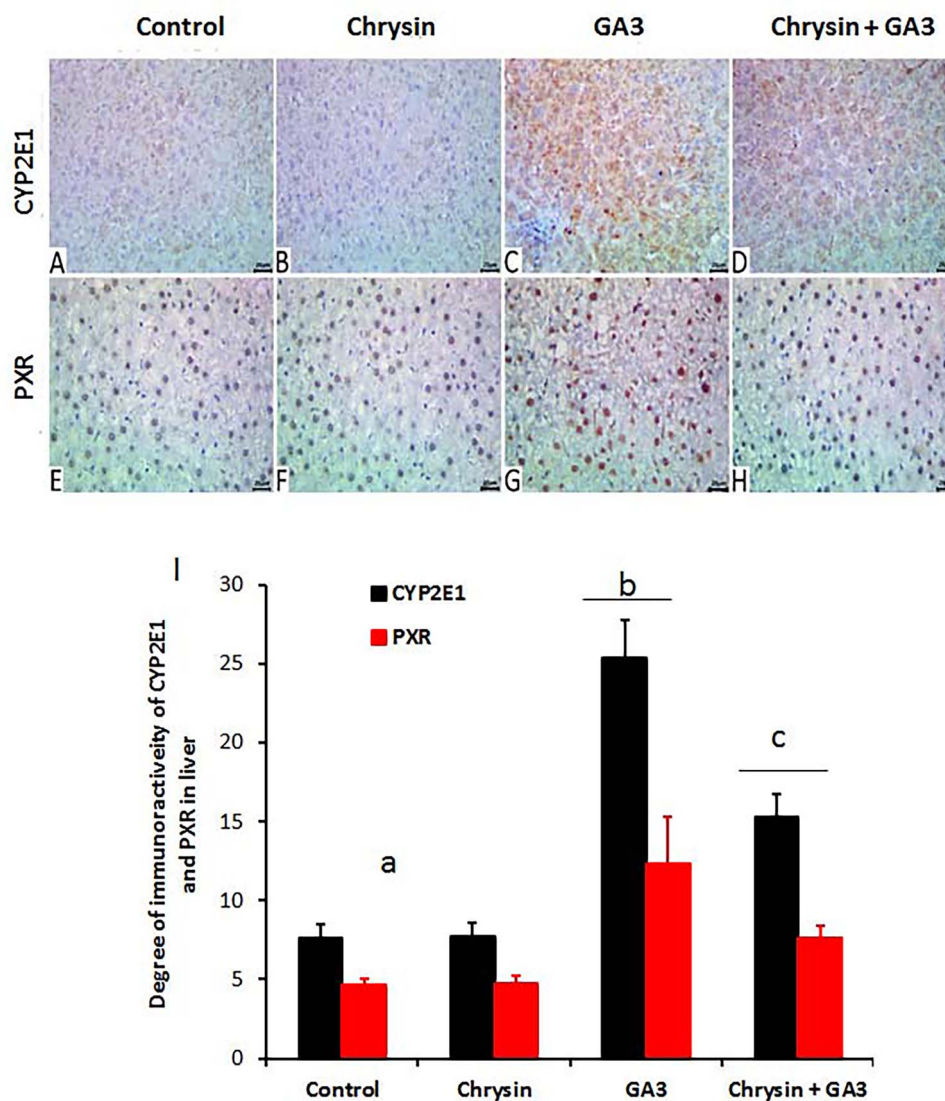 Control Chrysin GA3 Chrysin + GA3
CYP2E1
A B C D
PXR
E F G H
I
30
25
20
15
10
5
0
CYP2E1
PXR
a
b
c
Degree of immunoractiveity of CYP2E1
and PXR in liver
Control Chrysin GA3 Chrysin + GA3